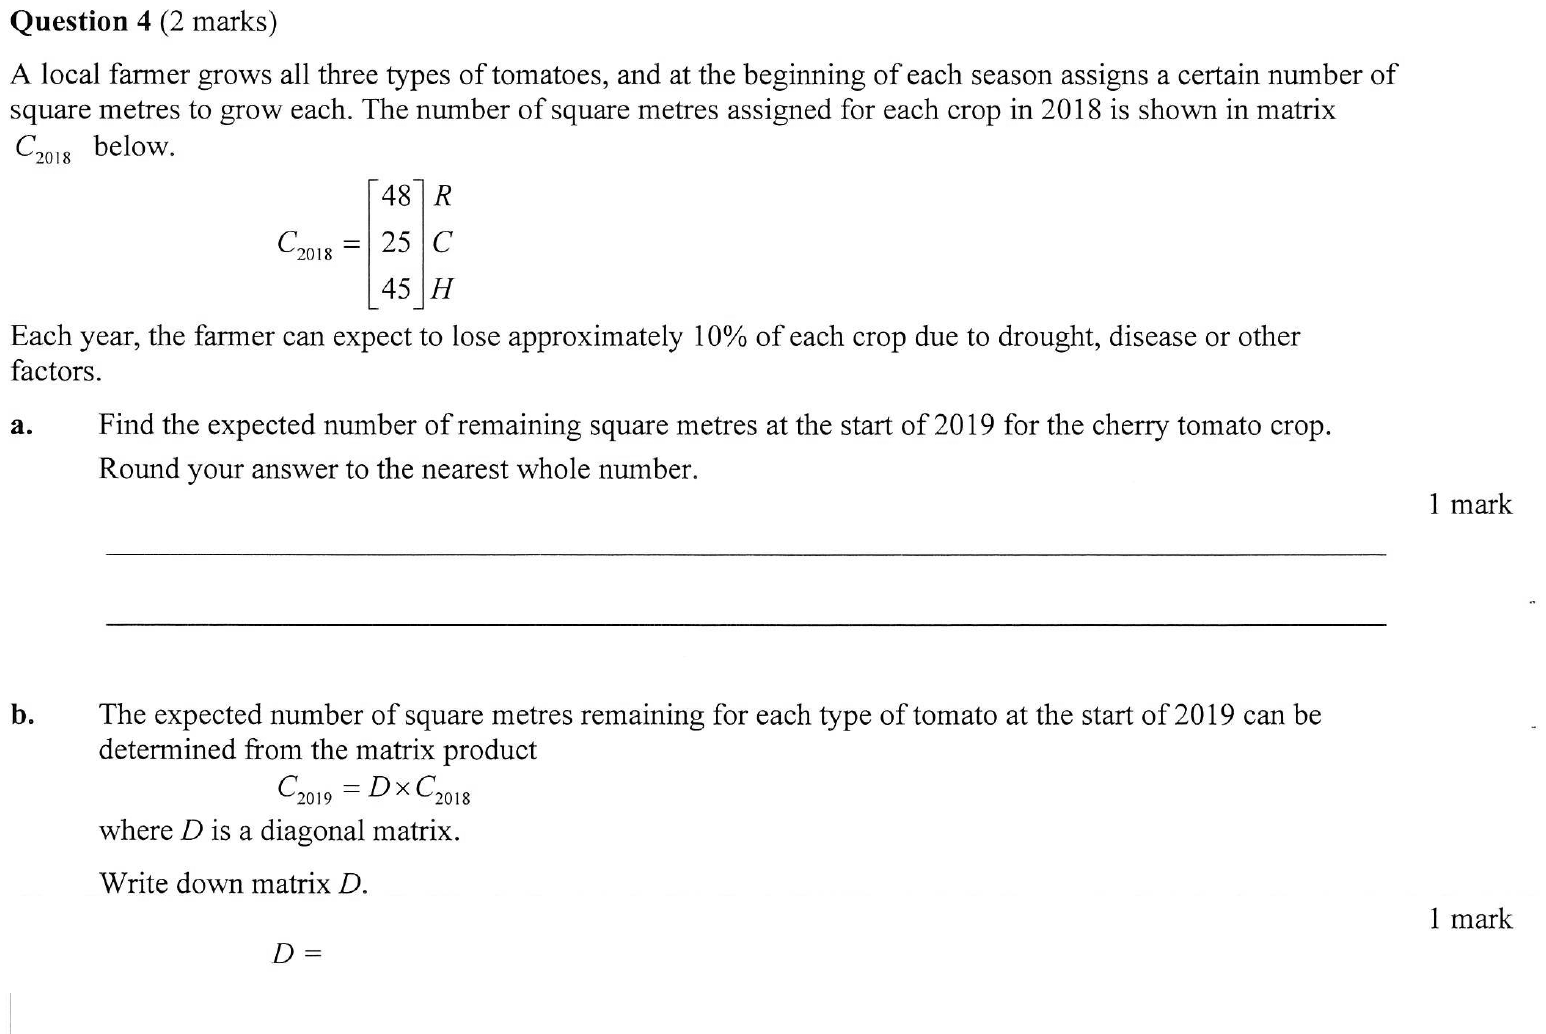 Question 4 (2 marks)
A local farmer grows all three types of tomatoes, and at the beginning of each season assigns a certain number of
square metres to grow each. The number of square metres assigned for each crop in 2018 is shown in matrix
C₂₀₁₈ below.
48 R
C₂₀₁₈ = 25 C
45 H
Each year, the farmer can expect to lose approximately 10% of each crop due to drought, disease or other
factors.
a. Find the expected number of remaining square metres at the start of 2019 for the cherry tomato crop.
Round your answer to the nearest whole number.
1 mark
b. The expected number of square metres remaining for each type of tomato at the start of 2019 can be
determined from the matrix product
C₂₀₁₉ = D × C₂₀₁₈
where D is a diagonal matrix.
Write down matrix D.
1 mark
D =